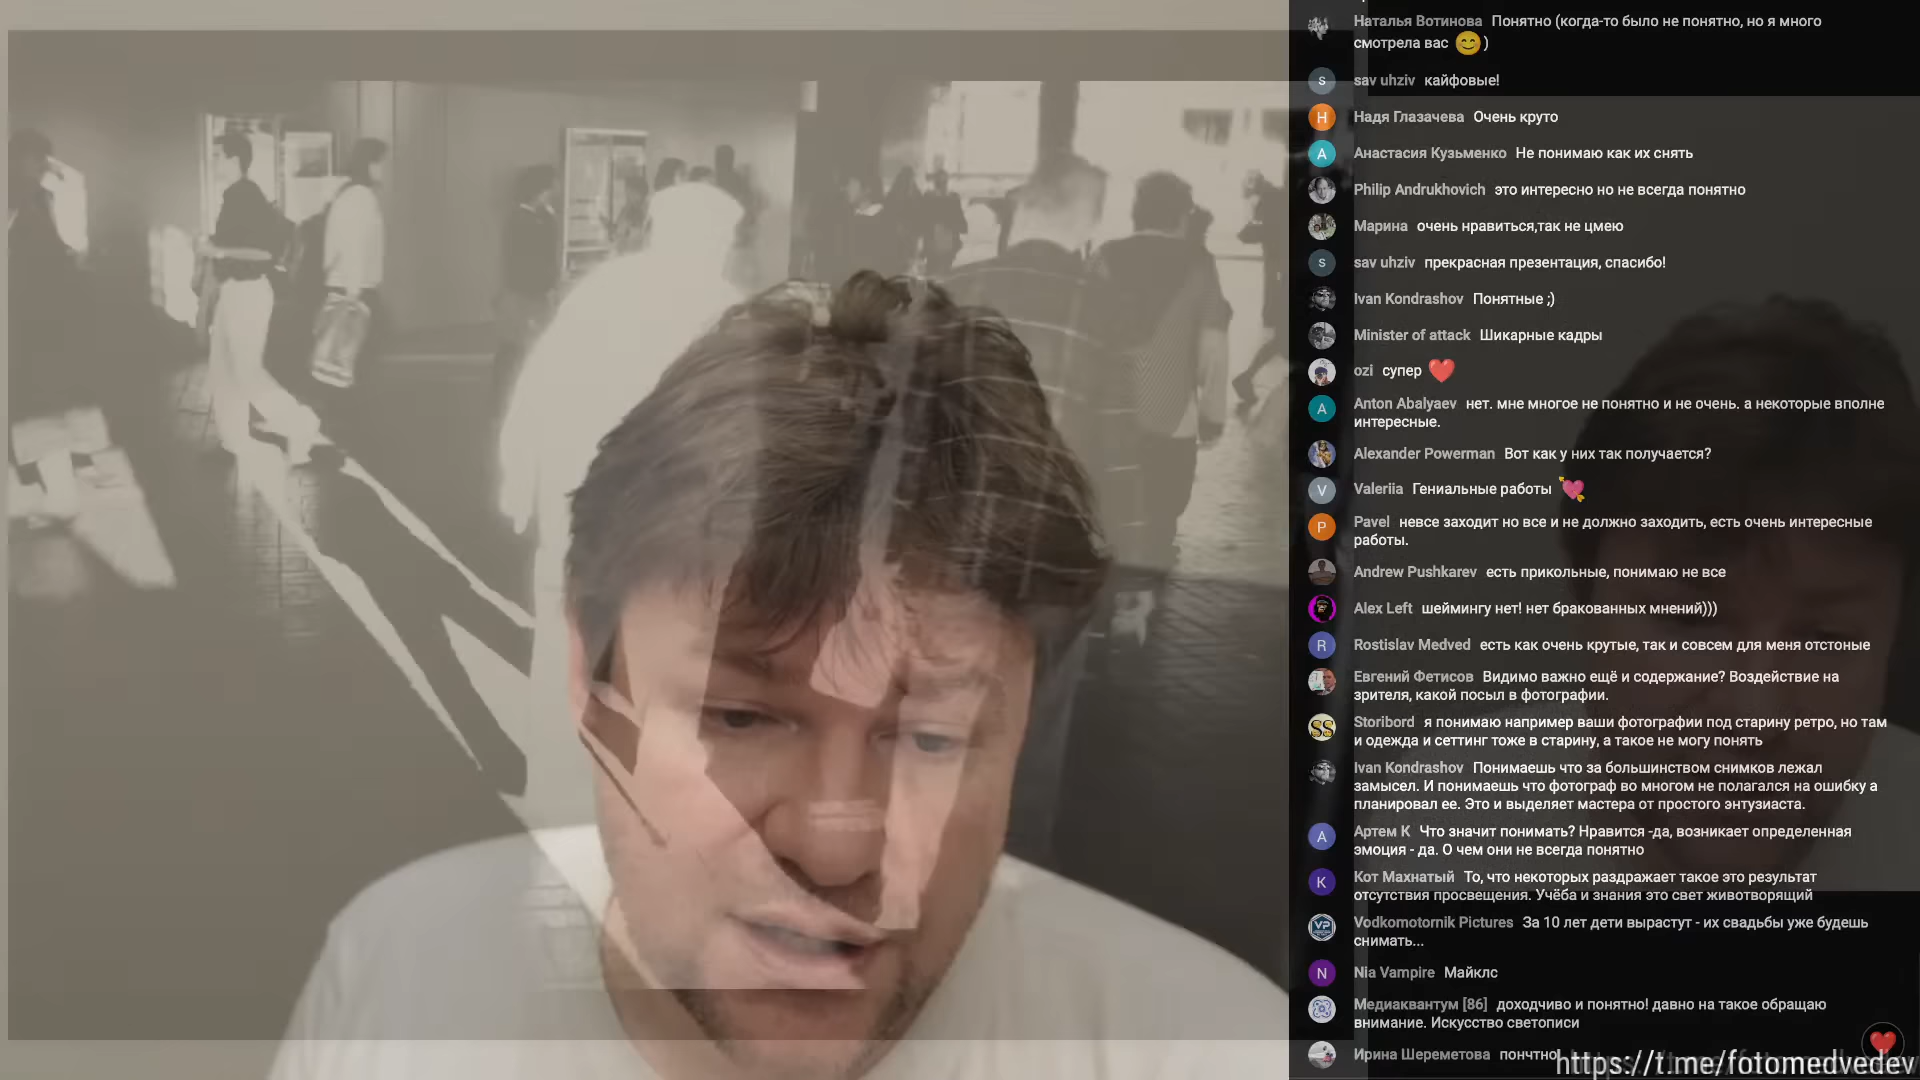 Наталья Вотинова Понятно (когда-то было не понятно, но я много
смотрела вас 😊 )
S
sav uhziv кайфовые!
Н
Надя Глазачева Очень круто
А
Анастасия Кузьменко Не понимаю как их снять
Philip Andrukhovich это интересно но не всегда понятно
Марина очень нравиться,так не цмею
S
sav uhziv прекрасная презентация, спасибо!
Ivan Kondrashov Понятные ;)
Minister of attack Шикарные кадры
ozi супер ❤️
A
Anton Abalyaev нет. мне многое не понятно и не очень. а некоторые вполне
интересные.
Alexander Powerman Вот как у них так получается?
V
Valeriia Гениальные работы 💘
P
Pavel невсе заходит но все и не должно заходить, есть очень интересные
работы.
Andrew Pushkarev есть прикольные, понимаю не все
Alex Left шеймингу нет! нет бракованных мнений)))
R
Rostislav Medved есть как очень крутые, так и совсем для меня отстоные
Евгений Фетисов Видимо важно ещё и содержание? Воздействие на
зрителя, какой посыл в фотографии.
SS
Storibord я понимаю например ваши фотографии под старину ретро, но там
и одежда и сеттинг тоже в старину, а такое не могу понять
Ivan Kondrashov Понимаешь что за большинством снимков лежал
замысел. И понимаешь что фотограф во многом не полагался на ошибку а
планировал ее. Это и выделяет мастера от простого энтузиаста.
А
Артем К Что значит понимать? Нравится -да, возникает определенная
эмоция - да. О чем они не всегда понятно
К
Кот Махнатый То, что некоторых раздражает такое это результат
отсутствия просвещения. Учёба и знания это свет животворящий
VP
Vodkomotornik Pictures За 10 лет дети вырастут - их свадьбы уже будешь
снимать...
N
Nia Vampire Майклс
Медиаквантум [86] доходчиво и понятно! давно на такое обращаю
внимание. Искусство светописи
Ирина Шереметова пончтно
https://t.me/fotomedvedev